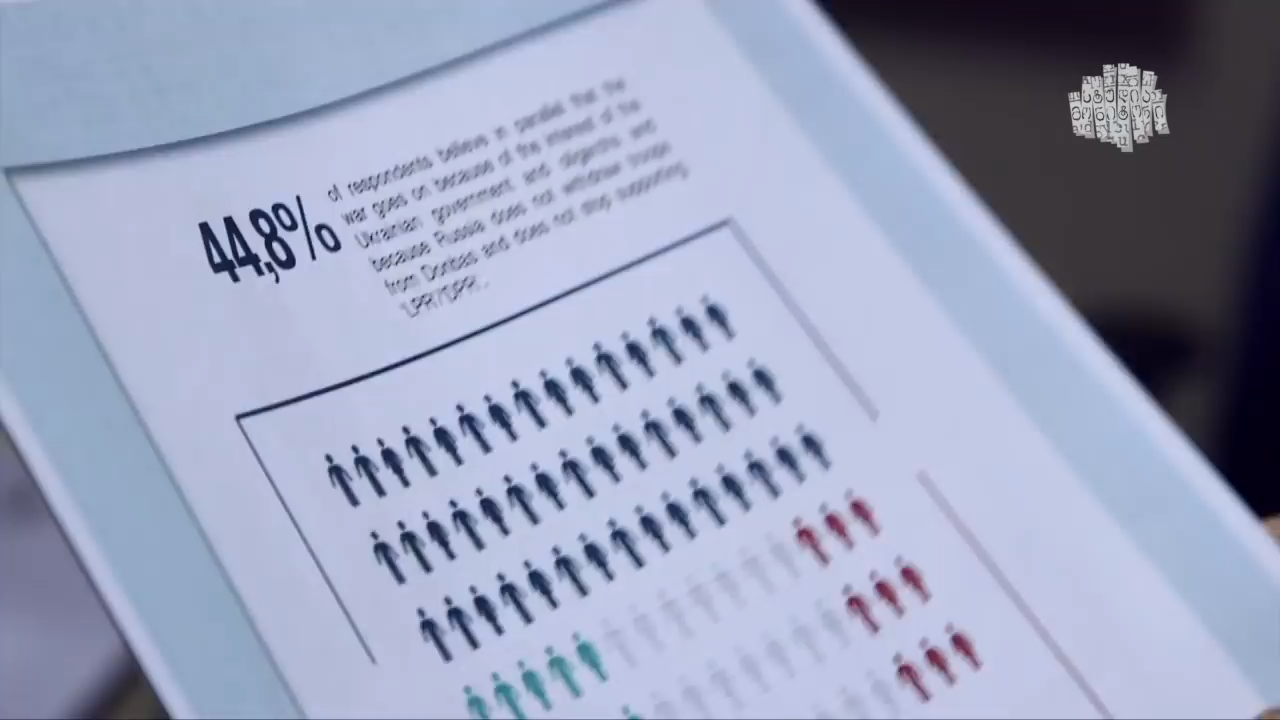 44,8%
of respondents believe in parallel that the
war goes on because of the interest of the
Ukrainian government and oligarchs and
because Russia does not withdraw troops
from Donbas and does not stop supporting
'LPR'/'DPR'.